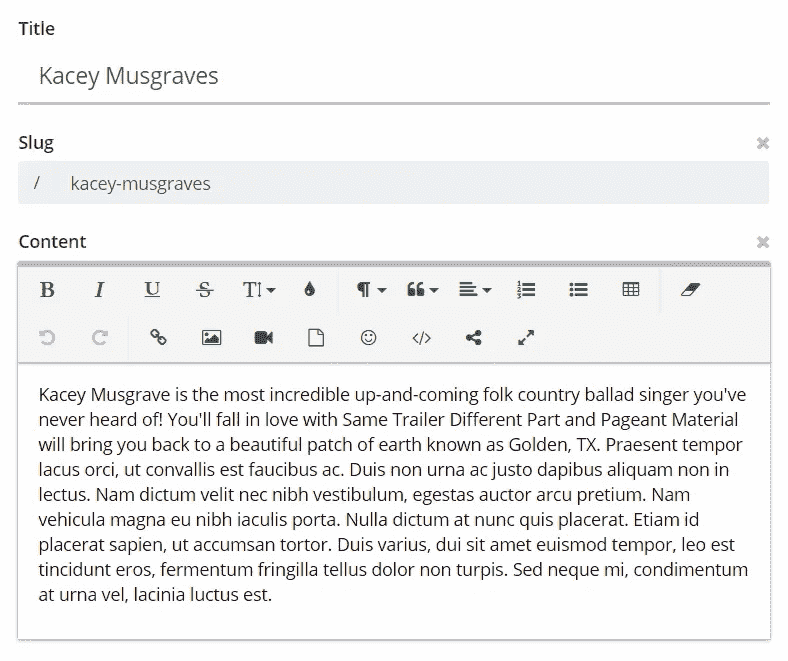 Title
Kacey Musgraves
Slug
/ kacey-musgraves
Content
Kacey Musgrave is the most incredible up-and-coming folk country ballad singer you've
never heard of! You'll fall in love with Same Trailer Different Part and Pageant Material
will bring you back to a beautiful patch of earth known as Golden, TX. Praesent tempor
lacus orci, ut convallis est faucibus ac. Duis non urna ac justo dapibus aliquam non in
lectus. Nam dictum velit nec nibh vestibulum, egestas auctor arcu pretium. Nam
vehicula magna eu nibh iaculis porta. Nulla dictum at nunc quis placerat. Etiam id
placerat sapien, ut accumsan tortor. Duis varius, dui sit amet euismod tempor, leo est
tincidunt eros, fermentum fringilla tellus dolor non turpis. Sed neque mi, condimentum
at urna vel, lacinia luctus est.